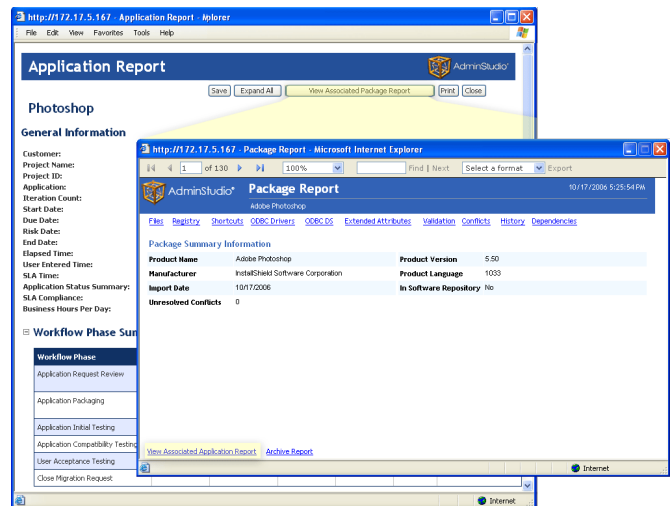 http://172.17.5.167 - Application Report - Mplorer
File Edit View Favorites Tools Help
Application Report
AdminStudio
Save Expand All View Associated Package Report Print Close
Photoshop
General Information
Customer:
Project Name:
Project ID:
Application:
Iteration Count:
Start Date:
Due Date:
Risk Date:
End Date:
Elapsed Time:
User Entered Time:
SLA Time:
Application Status Summary:
SLA Compliance:
Business Hours Per Day:
Workflow Phase Sum
Workflow Phase
Application Request Review
Application Packaging
Application Initial Testing
Application Compatibility Testing
User Acceptance Testing
Close Migration Request
Internet
http://172.17.5.167 - Package Report - Microsoft Internet Explorer
1 of 130 100% Find | Next Select a format Export
AdminStudio® Package Report 10/17/2006 5:25:54 PM
Adobe Photoshop
Files Registry Shortcuts ODBC Drivers ODBC DS Extended Attributes Validation Conflicts History Dependencies
Package Summary Information
Product Name Adobe Photoshop Product Version 5.50
Manufacturer InstallShield Software Corporation Product Language 1033
Import Date 10/17/2006 In Software Repository No
Unresolved Conflicts 0
View Associated Application Report Archive Report
Internet